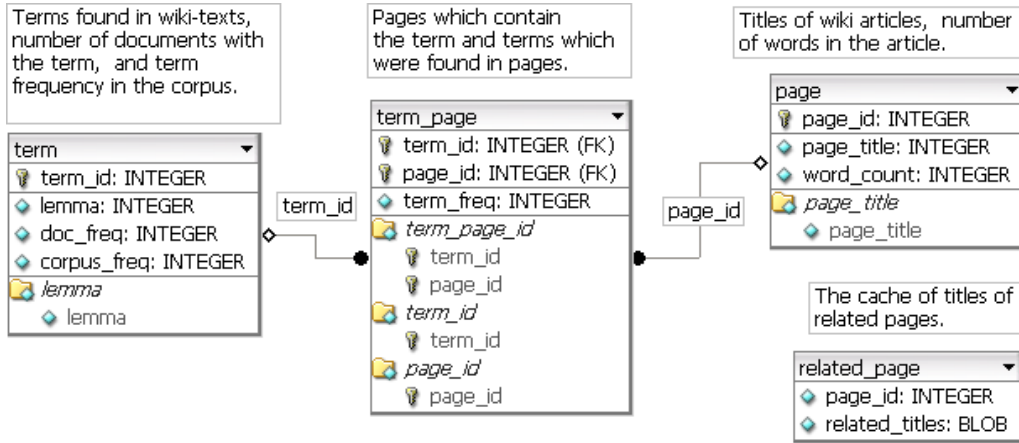 Terms found in wiki-texts,
number of documents with
the term,  and term
frequency in the corpus.
term
term_id: INTEGER
lemma: INTEGER
doc_freq: INTEGER
corpus_freq: INTEGER
lemma
lemma
term_id
Pages which contain
the term and terms which
were found in pages.
term_page
term_id: INTEGER (FK)
page_id: INTEGER (FK)
term_freq: INTEGER
term_page_id
term_id
page_id
term_id
term_id
page_id
page_id
page_id
Titles of wiki articles,  number
of words in the article.
page
page_id: INTEGER
page_title: INTEGER
word_count: INTEGER
page_title
page_title
The cache of titles of
related pages.
related_page
page_id: INTEGER
related_titles: BLOB